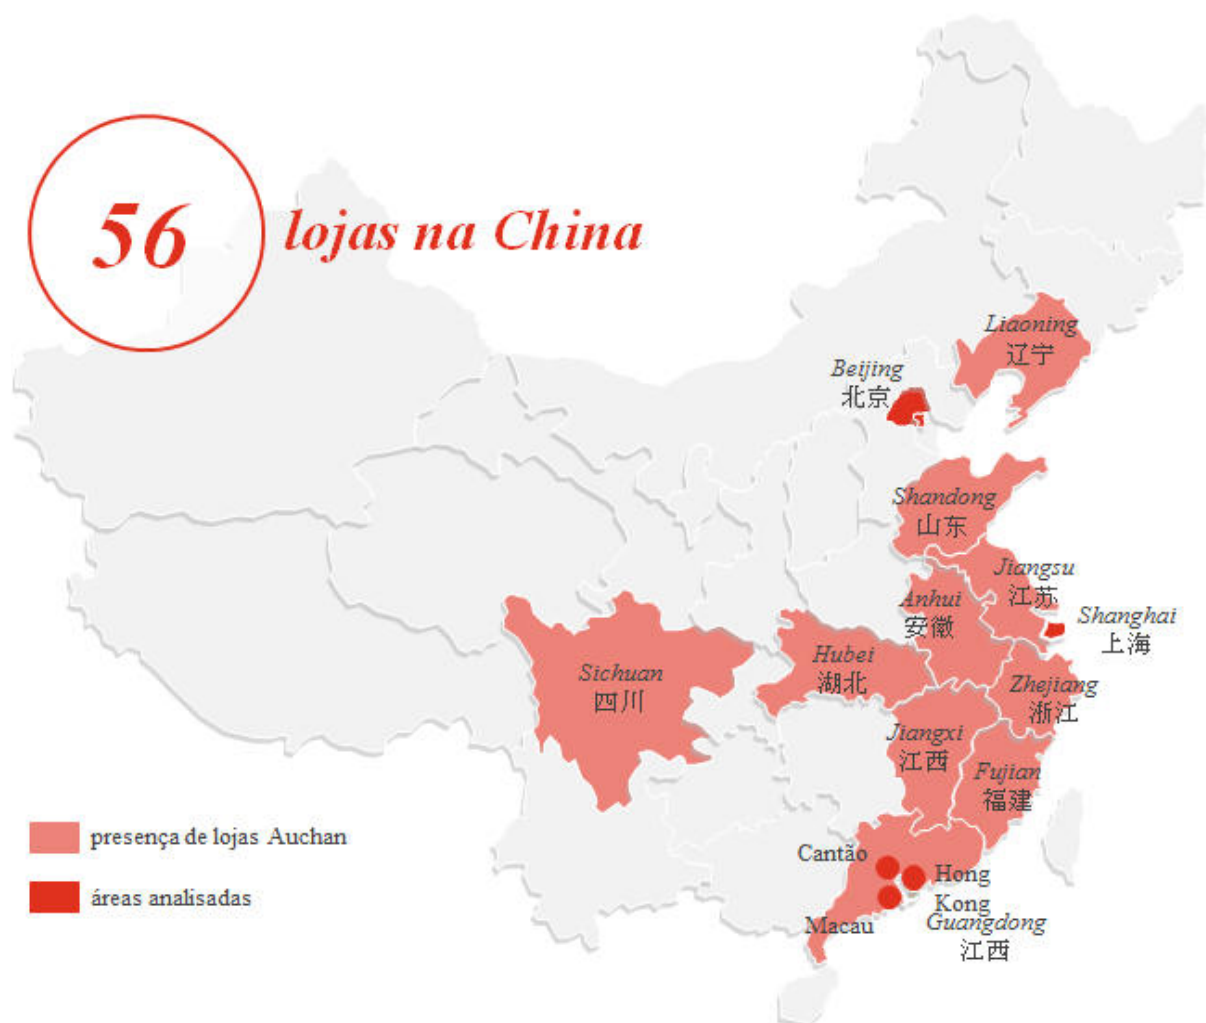 56
lojas na China
Liaoning
辽宁
Beijing
北京
Shandong
山东
Jiangsu
江苏
Anhui
安徽
Shanghai
上海
Hubei
湖北
Sichuan
四川
Zhejiang
浙江
Jiangxi
江西
Fujian
福建
presença de lojas Auchan
áreas analisadas
Cantão
Hong
Kong
Macau
Guangdong
江西